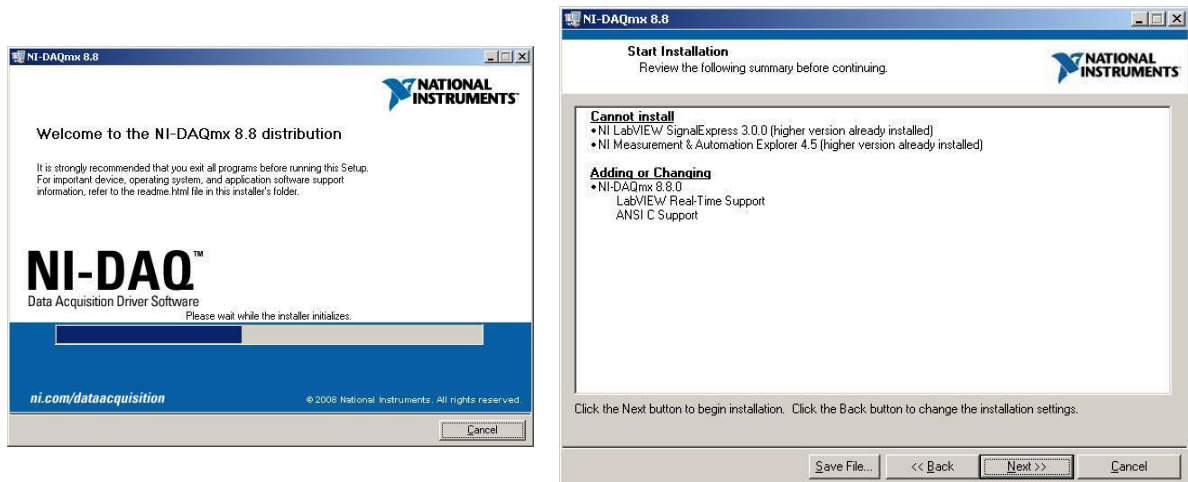 NI-DAQmx 8.8
NATIONAL
INSTRUMENTS™
Welcome to the NI-DAQmx 8.8 distribution
It is strongly recommended that you exit all programs before running this Setup.
For important device, operating system, and application software support
information, refer to the readme.html file in this installer's folder.
NI-DAQ™
Data Acquisition Driver Software
Please wait while the installer initializes.
ni.com/dataacquisition
© 2008 National Instruments. All rights reserved.
Cancel
NI-DAQmx 8.8
Start Installation
Review the following summary before continuing.
NATIONAL
INSTRUMENTS
Cannot install
•NI LabVIEW SignalExpress 3.0.0 (higher version already installed)
•NI Measurement & Automation Explorer 4.5 (higher version already installed)
Adding or Changing
•NI-DAQmx 8.8.0
LabVIEW Real-Time Support
ANSI C Support
Click the Next button to begin installation. Click the Back button to change the installation settings.
Save File...
<< Back
Next >>
Cancel